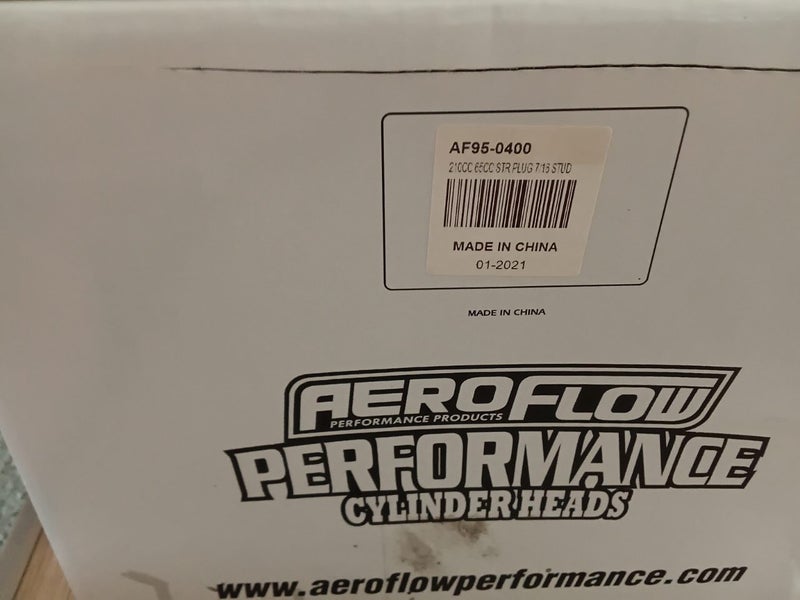 AF95-0400
210CC 65CC STR PLUG 7/16 STUD
MADE IN CHINA
01-2021
MADE IN CHINA
AEROFLOW
PERFORMANCE PRODUCTS
PERFORMANCE
CYLINDER HEADS
www.aeroflowperformance.com